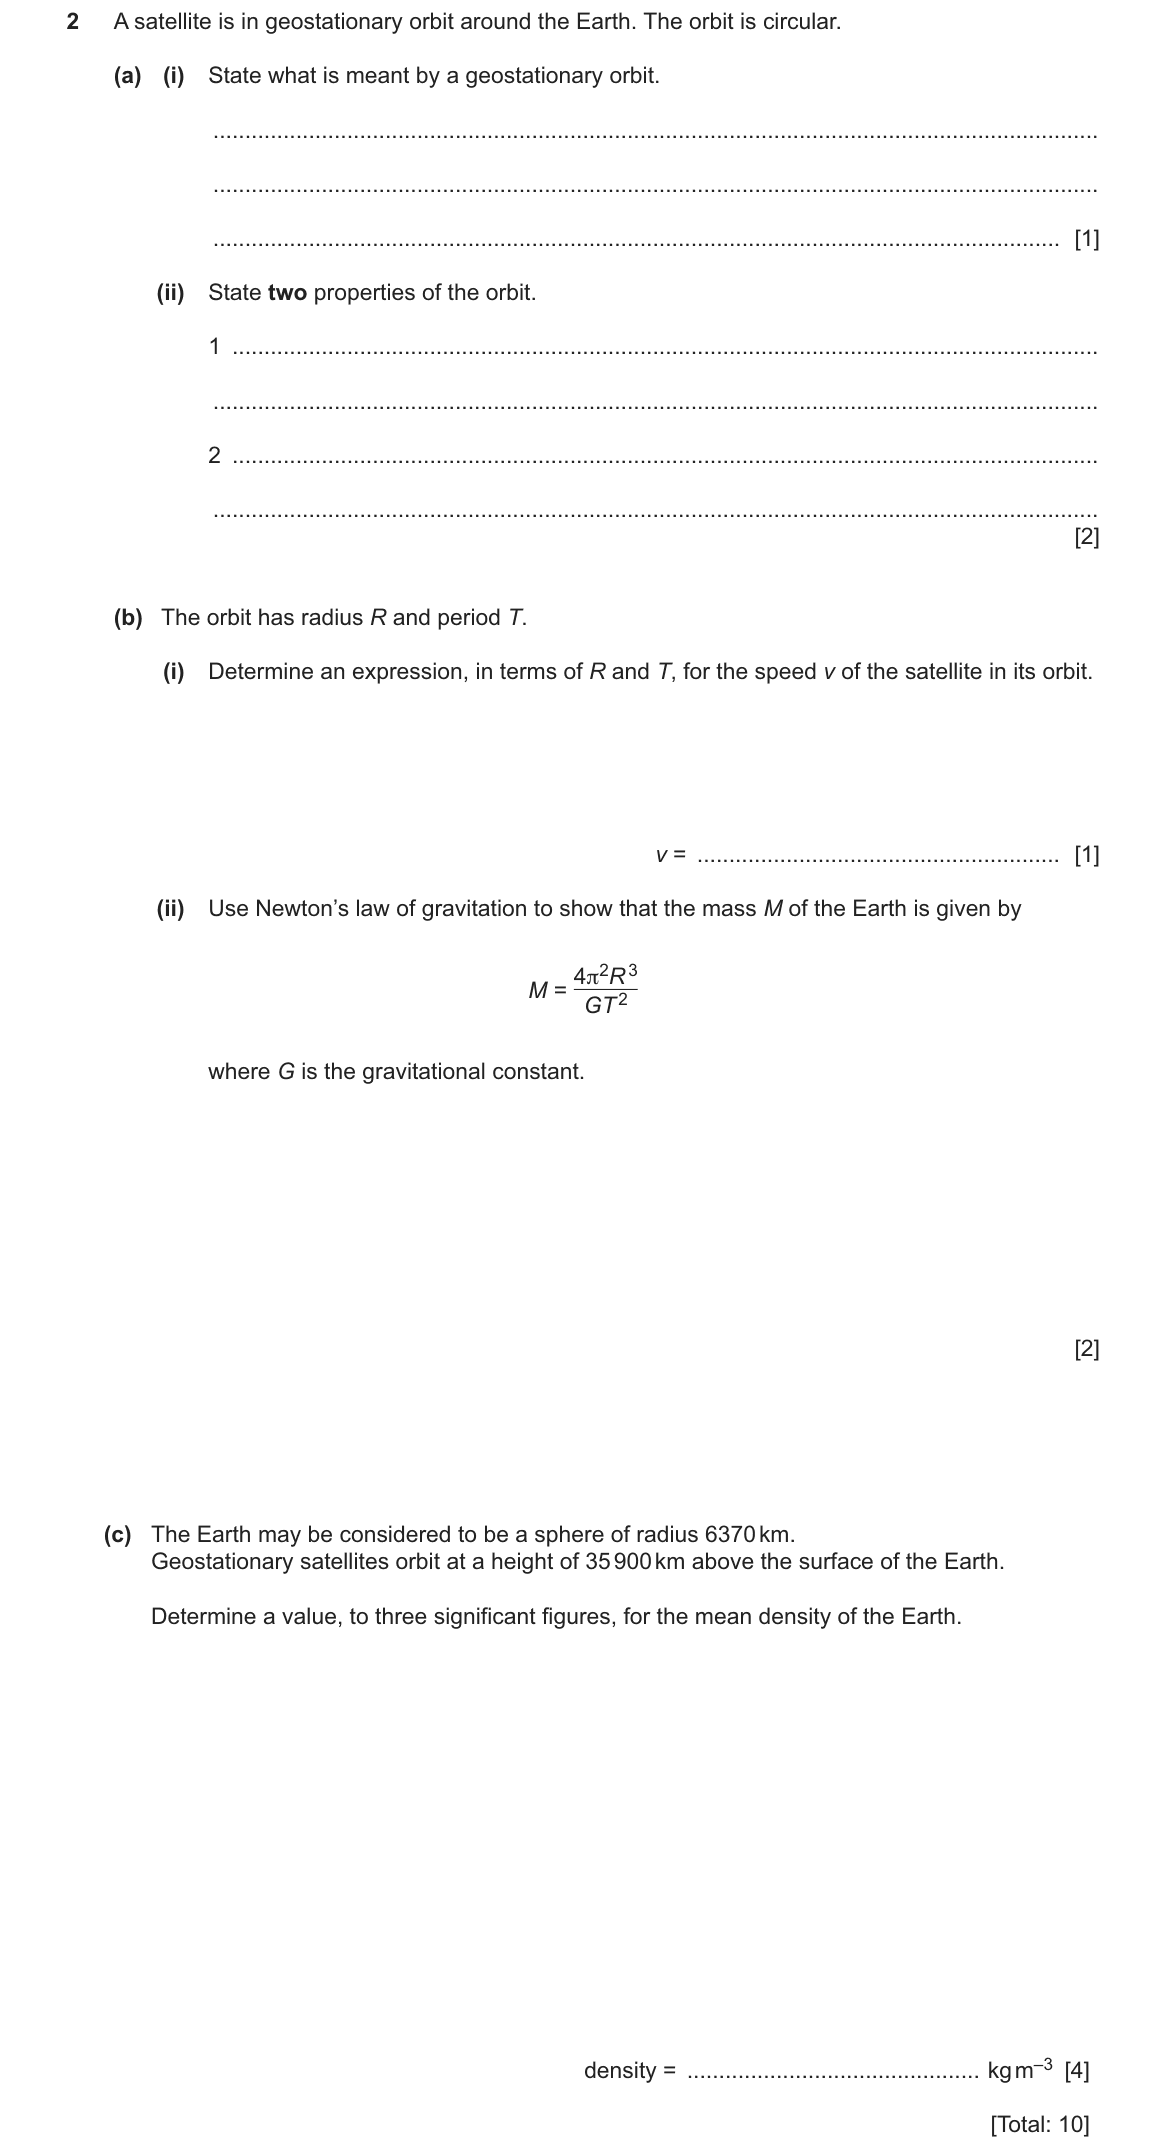 2 A satellite is in geostationary orbit around the Earth. The orbit is circular.
(a) (i) State what is meant by a geostationary orbit.
..........................................................................................................................................
..........................................................................................................................................
.................................................................................................................................... [1]
(ii) State two properties of the orbit.
1 .......................................................................................................................................
..........................................................................................................................................
2 .......................................................................................................................................
..........................................................................................................................................
[2]
(b) The orbit has radius R and period T.
(i) Determine an expression, in terms of R and T, for the speed v of the satellite in its orbit.
v = ......................................................... [1]
(ii) Use Newton’s law of gravitation to show that the mass M of the Earth is given by
M = 4π²R³ / GT²
where G is the gravitational constant.
[2]
(c) The Earth may be considered to be a sphere of radius 6370 km.
Geostationary satellites orbit at a height of 35 900 km above the surface of the Earth.
Determine a value, to three significant figures, for the mean density of the Earth.
density = .............................................. kg m⁻³ [4]
[Total: 10]